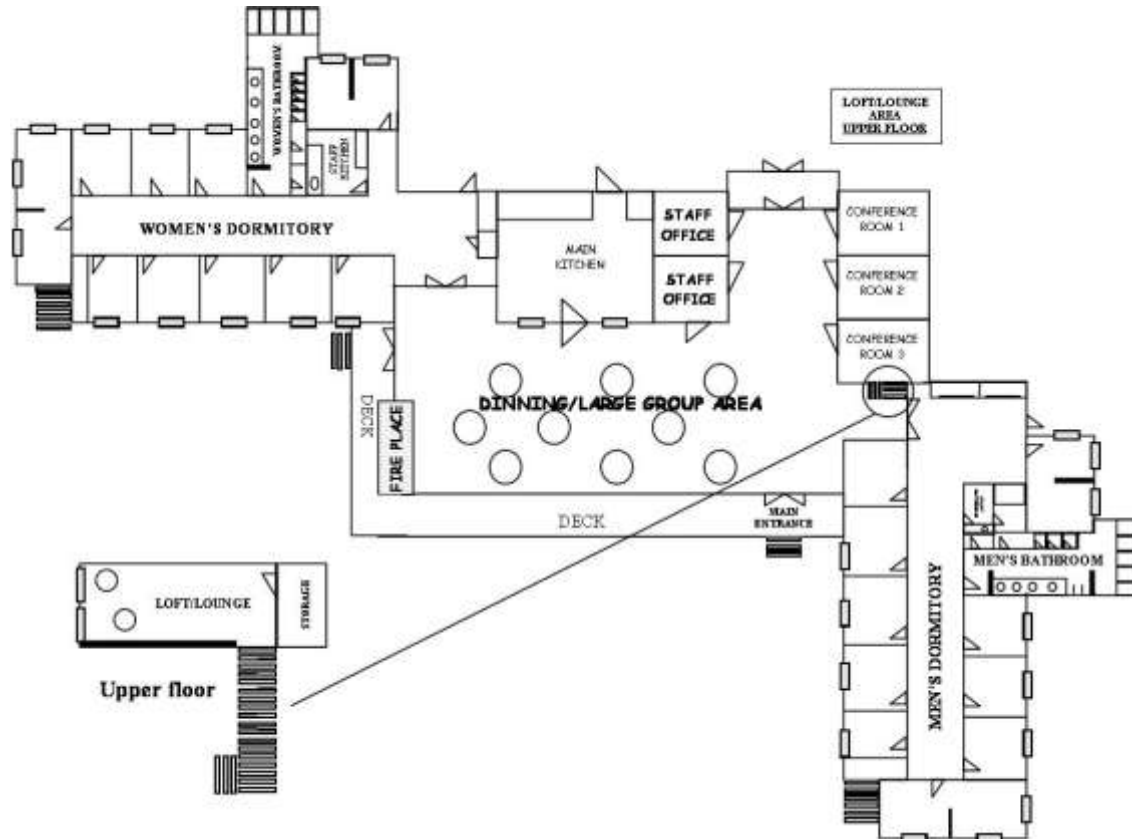 WOMEN'S BATHROOM
LOFT/LOUNGE
AREA
UPPER FLOOR
STAFF
KITCHEN
WOMEN'S DORMITORY
MAIN
KITCHEN
STAFF
OFFICE
STAFF
OFFICE
CONFERENCE
ROOM 1
CONFERENCE
ROOM 2
CONFERENCE
ROOM 3
DINNING/LARGE GROUP AREA
DECK
FIRE PLACE
DECK
MAIN
ENTRANCE
MEN'S BATHROOM
MEN'S DORMITORY
LOFT/LOUNGE
STORAGE
Upper floor